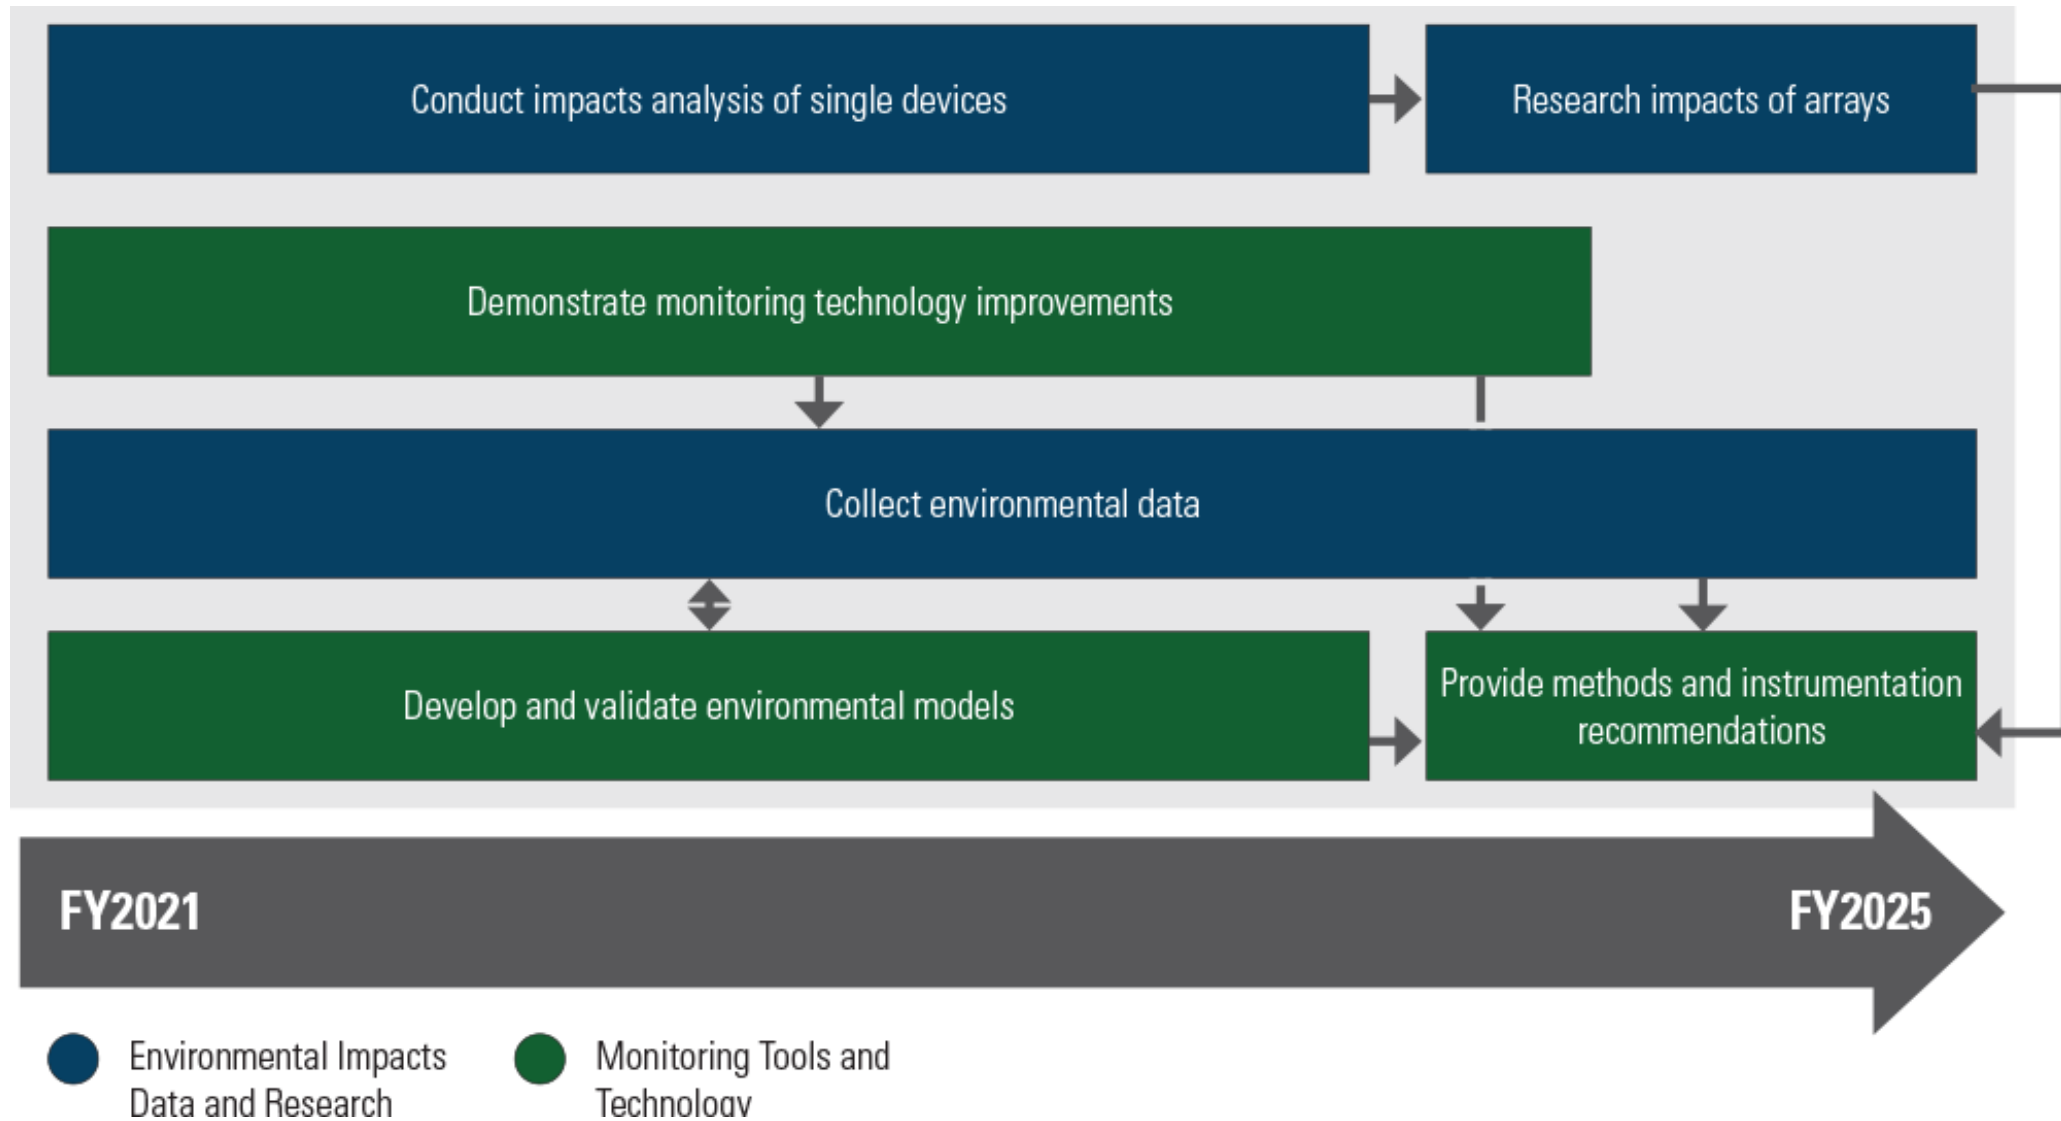 Conduct impacts analysis of single devices
Research impacts of arrays
Demonstrate monitoring technology improvements
Collect environmental data
Develop and validate environmental models
Provide methods and instrumentation
recommendations
FY2021
FY2025
Environmental Impacts
Data and Research
Monitoring Tools and
Technology